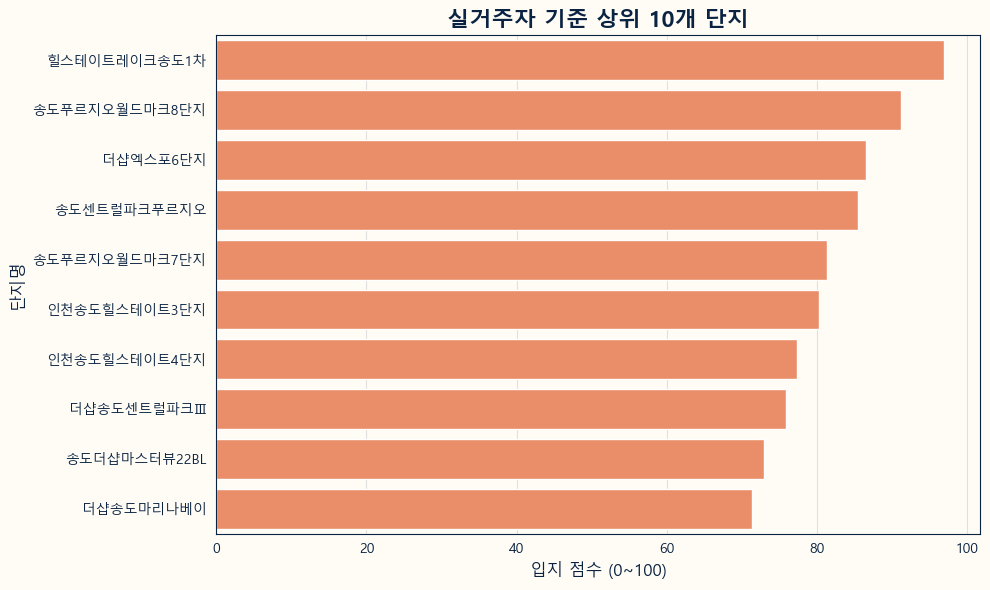 실거주자 기준 상위 10개 단지
단지명
힐스테이트레이크송도1차
송도푸르지오월드마크8단지
더샵엑스포6단지
송도센트럴파크푸르지오
송도푸르지오월드마크7단지
인천송도힐스테이트3단지
인천송도힐스테이트4단지
더샵송도센트럴파크Ⅲ
송도더샵마스터뷰22BL
더샵송도마리나베이
0 20 40 60 80 100
입지 점수 (0~100)